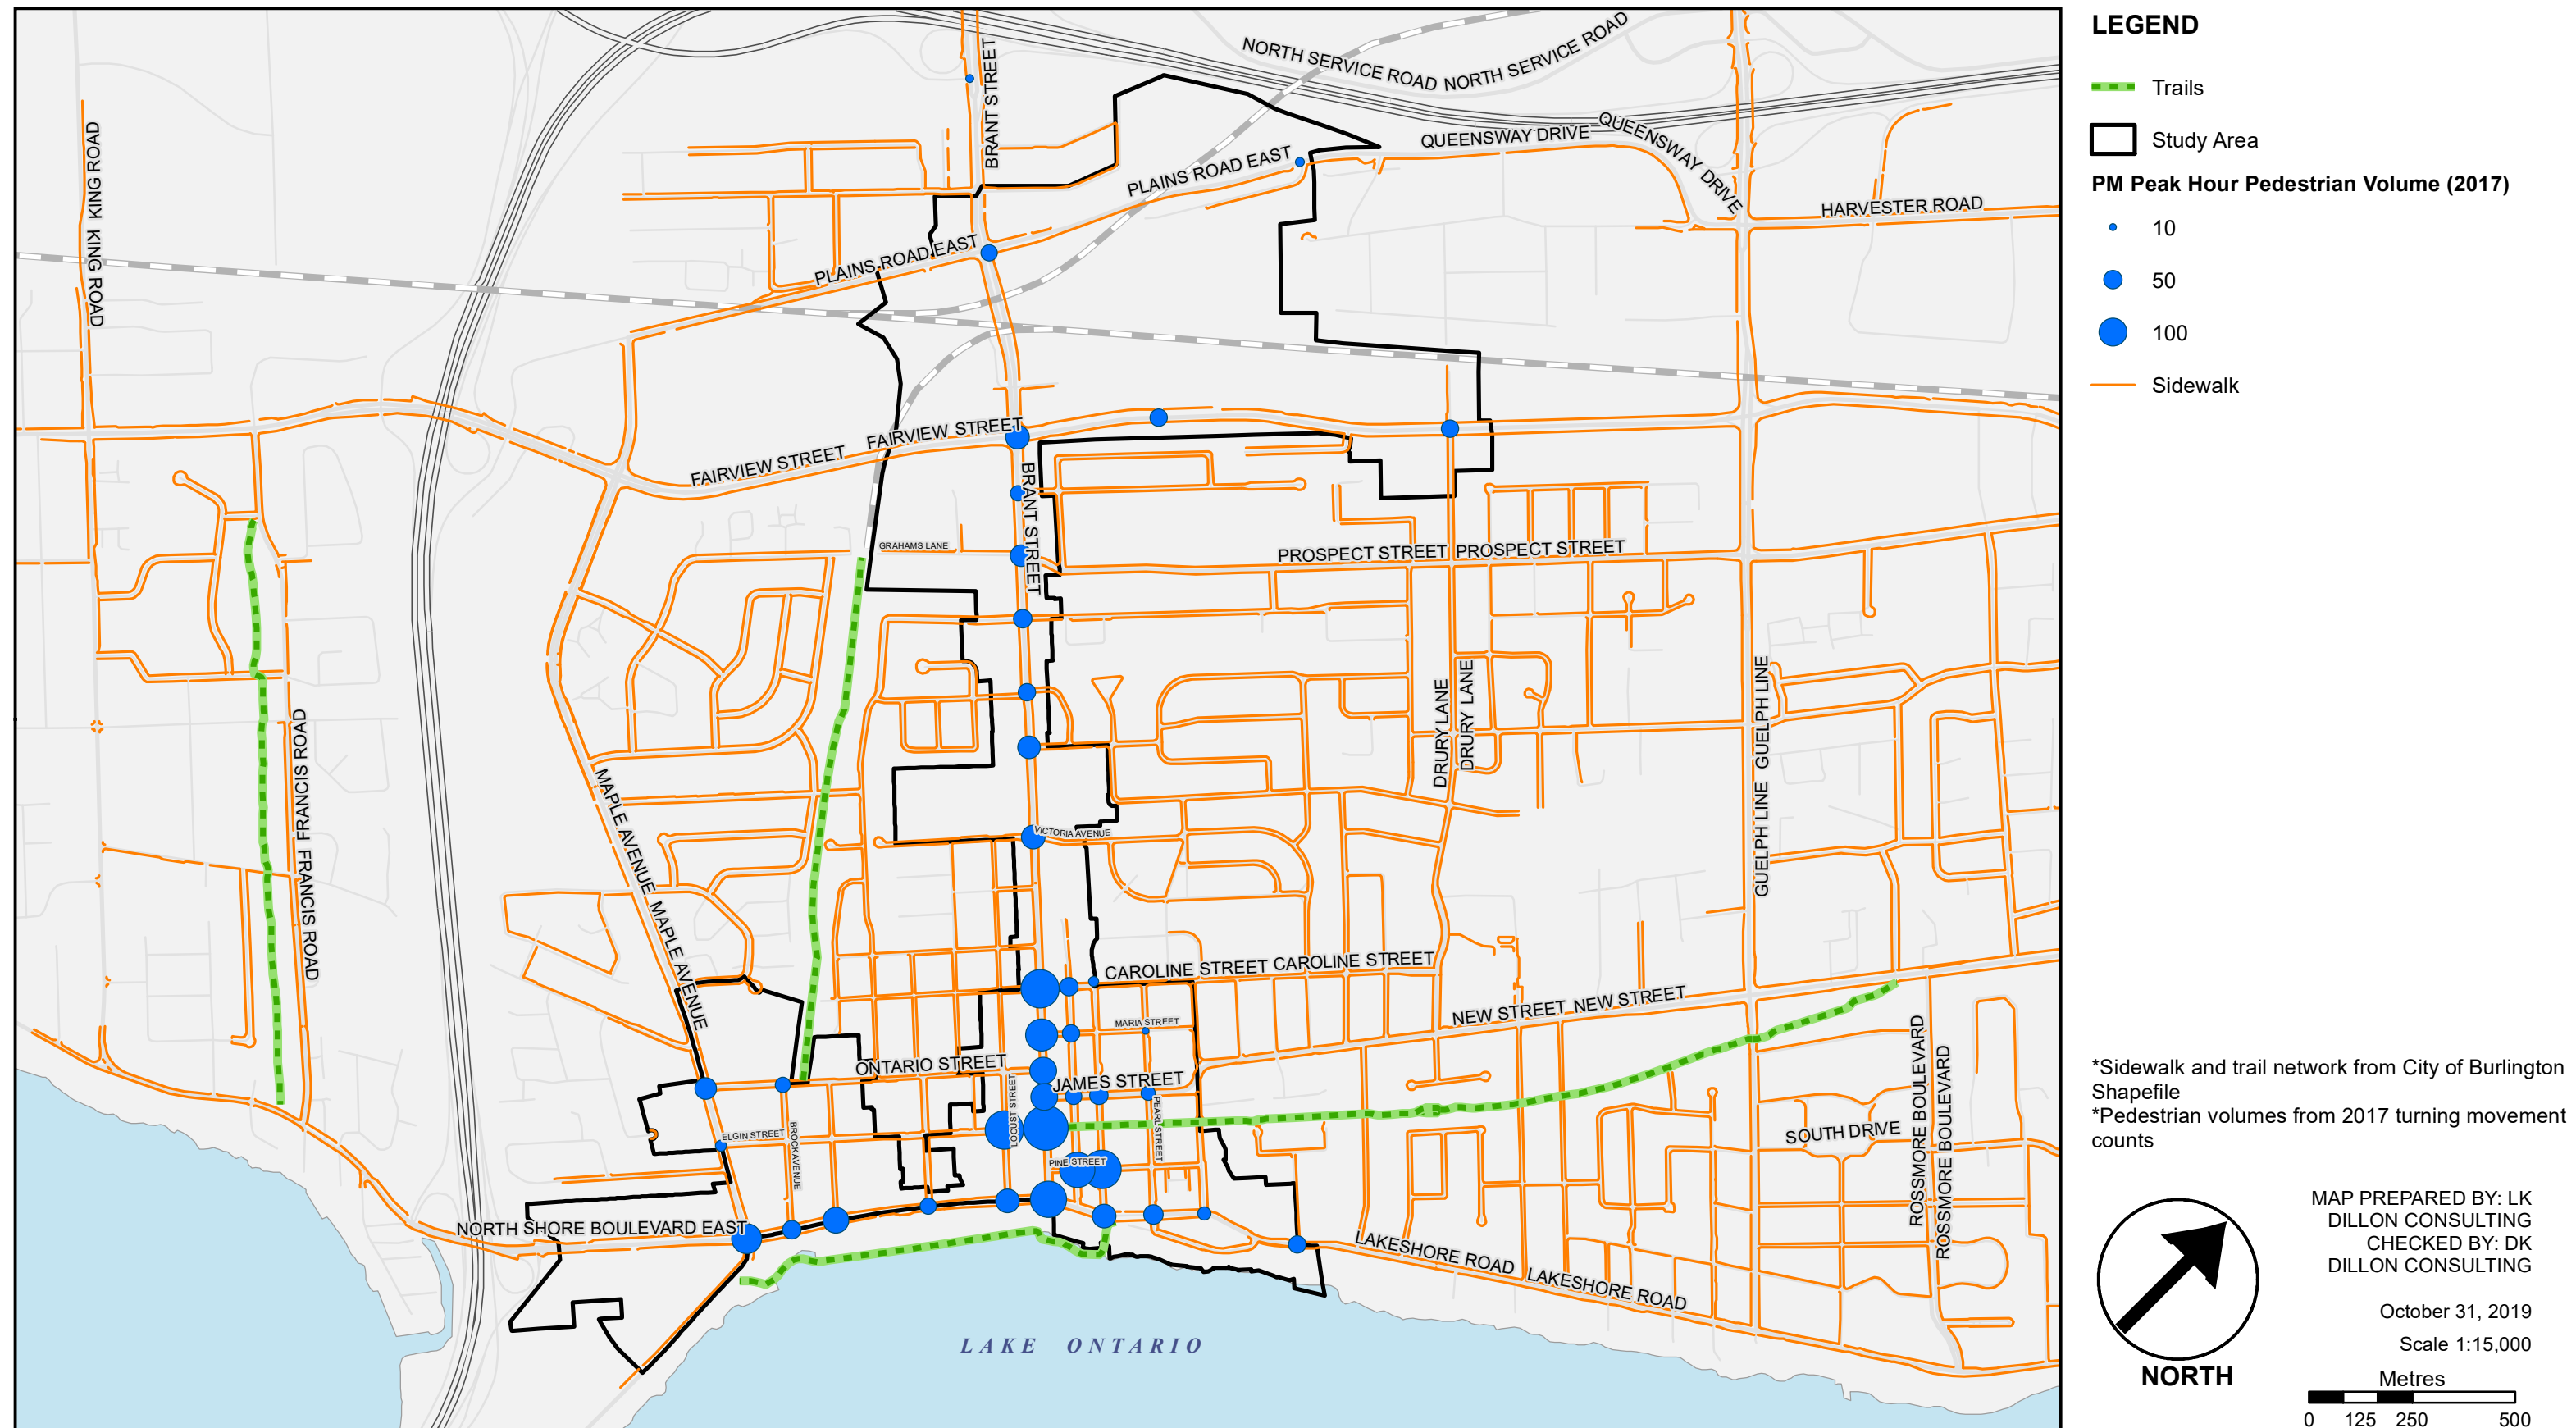 NORTH SERVICE ROAD NORTH SERVICE ROAD
BRANT STREET
QUEENSWAY DRIVE
QUEENSWAY DRIVE
PLAINS ROAD EAST
HARVESTER ROAD
KING ROAD KING ROAD
PLAINS ROAD EAST
FAIRVIEW STREET FAIRVIEW STREET
BRANT STREET
GRAHAMS LANE
PROSPECT STREET PROSPECT STREET
DRURY LANE
DRURY LANE
GUELPH LINE GUELPH LINE
FRANCIS ROAD FRANCIS ROAD
MAPLE AVENUE MAPLE AVENUE
VICTORIA AVENUE
CAROLINE STREET CAROLINE STREET
NEW STREET NEW STREET
MARIA STREET
ONTARIO STREET
JAMES STREET
LOCUST STREET
PEARL STREET
ELGIN STREET
BROCK AVENUE
PINE STREET
SOUTH DRIVE
ROSSMORE BOULEVARD
ROSSMORE BOULEVARD
NORTH SHORE BOULEVARD EAST
LAKESHORE ROAD LAKESHORE ROAD
LAKE ONTARIO
LEGEND
Trails
Study Area
PM Peak Hour Pedestrian Volume (2017)
10
50
100
Sidewalk
*Sidewalk and trail network from City of Burlington
Shapefile
*Pedestrian volumes from 2017 turning movement
counts
MAP PREPARED BY: LK
DILLON CONSULTING
CHECKED BY: DK
DILLON CONSULTING
October 31, 2019
Scale 1:15,000
NORTH
Metres
0 125 250 500